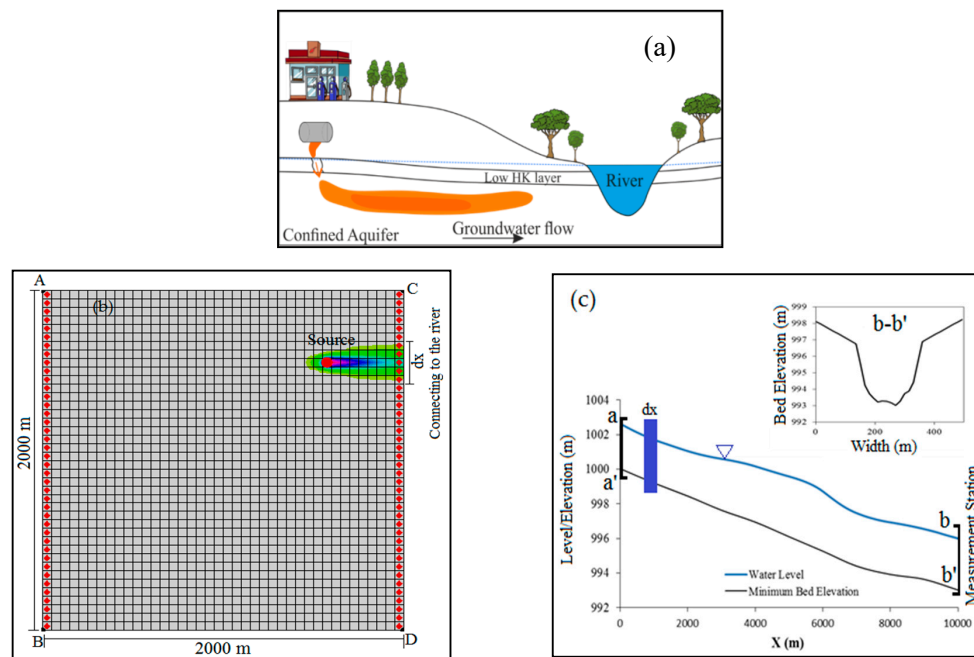 (a)
Low HK layer
River
Confined Aquifer
Groundwater flow
A
(b)
C
Source
dx
Connecting to the river
2000 m
B
D
2000 m
(c)
b-b'
Bed Elevation (m)
999
998
997
996
995
994
993
992
0
200
400
Width (m)
Level/Elevation (m)
1004
1002
1000
998
996
994
992
a
a'
dx
b
b'
Measurement Station
Water Level
Minimum Bed Elevation
0
2000
4000
6000
8000
10000
X (m)